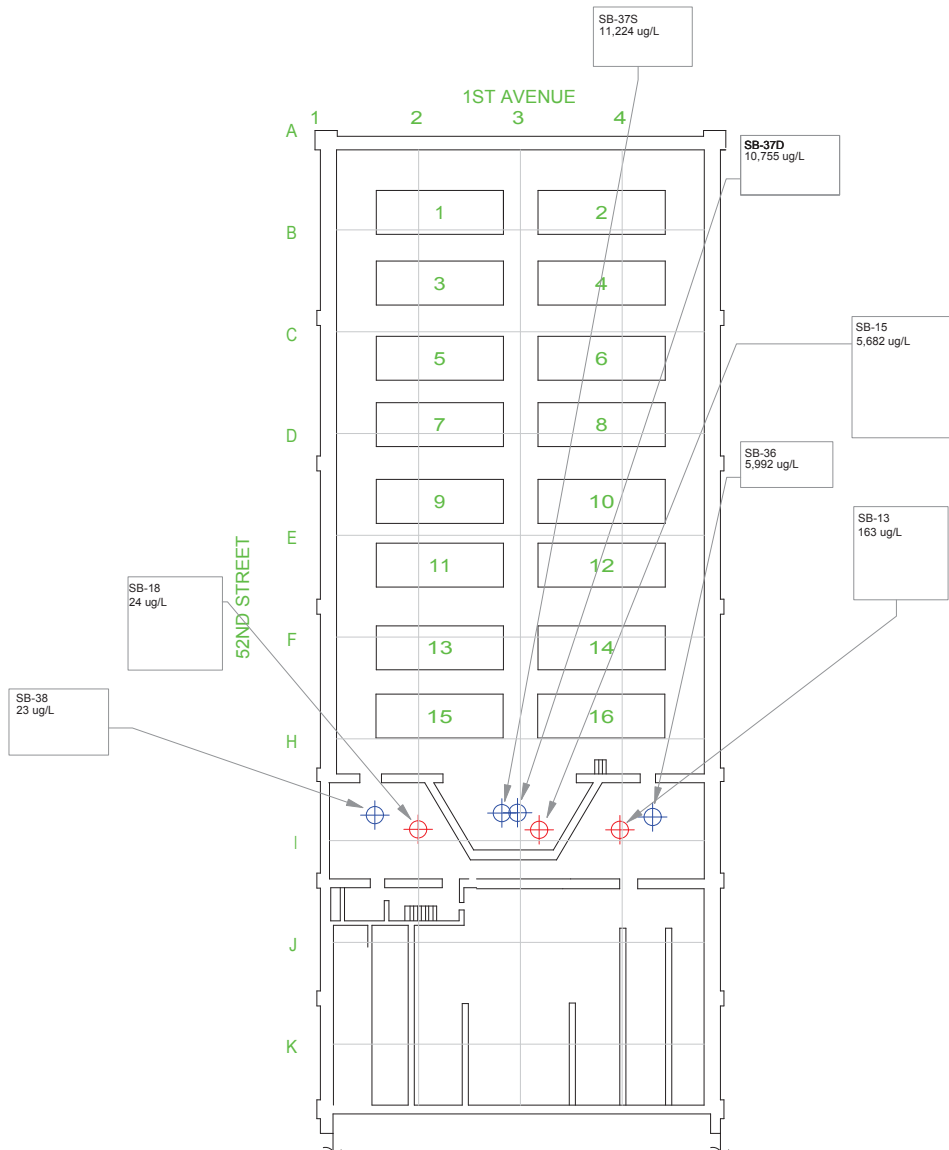 SB-37S
11,224 ug/L
1ST AVENUE
1 2 3 4
A
SB-37D
10,755 ug/L
1 2
B
3 4
SB-15
5,682 ug/L
C
5 6
7 8
D
SB-36
5,992 ug/L
9 10
SB-13
163 ug/L
E
52ND STREET
11 12
SB-18
24 ug/L
F
13 14
SB-38
23 ug/L
15 16
H
I
J
K